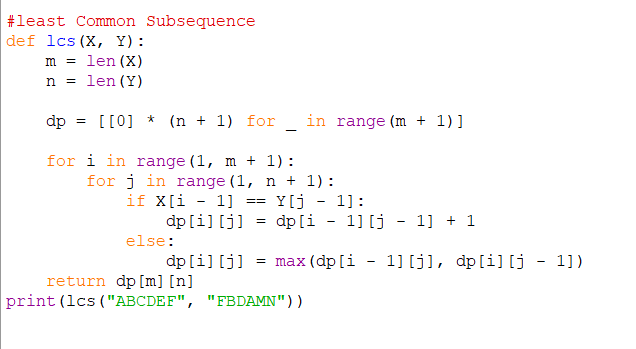 #least Common Subsequence
def lcs(X, Y):
    m = len(X)
    n = len(Y)

    dp = [[0] * (n + 1) for _ in range(m + 1)]

    for i in range(1, m + 1):
        for j in range(1, n + 1):
            if X[i - 1] == Y[j - 1]:
                dp[i][j] = dp[i - 1][j - 1] + 1
            else:
                dp[i][j] = max(dp[i - 1][j], dp[i][j - 1])
    return dp[m][n]
print(lcs("ABCDEF", "FBDAMN"))